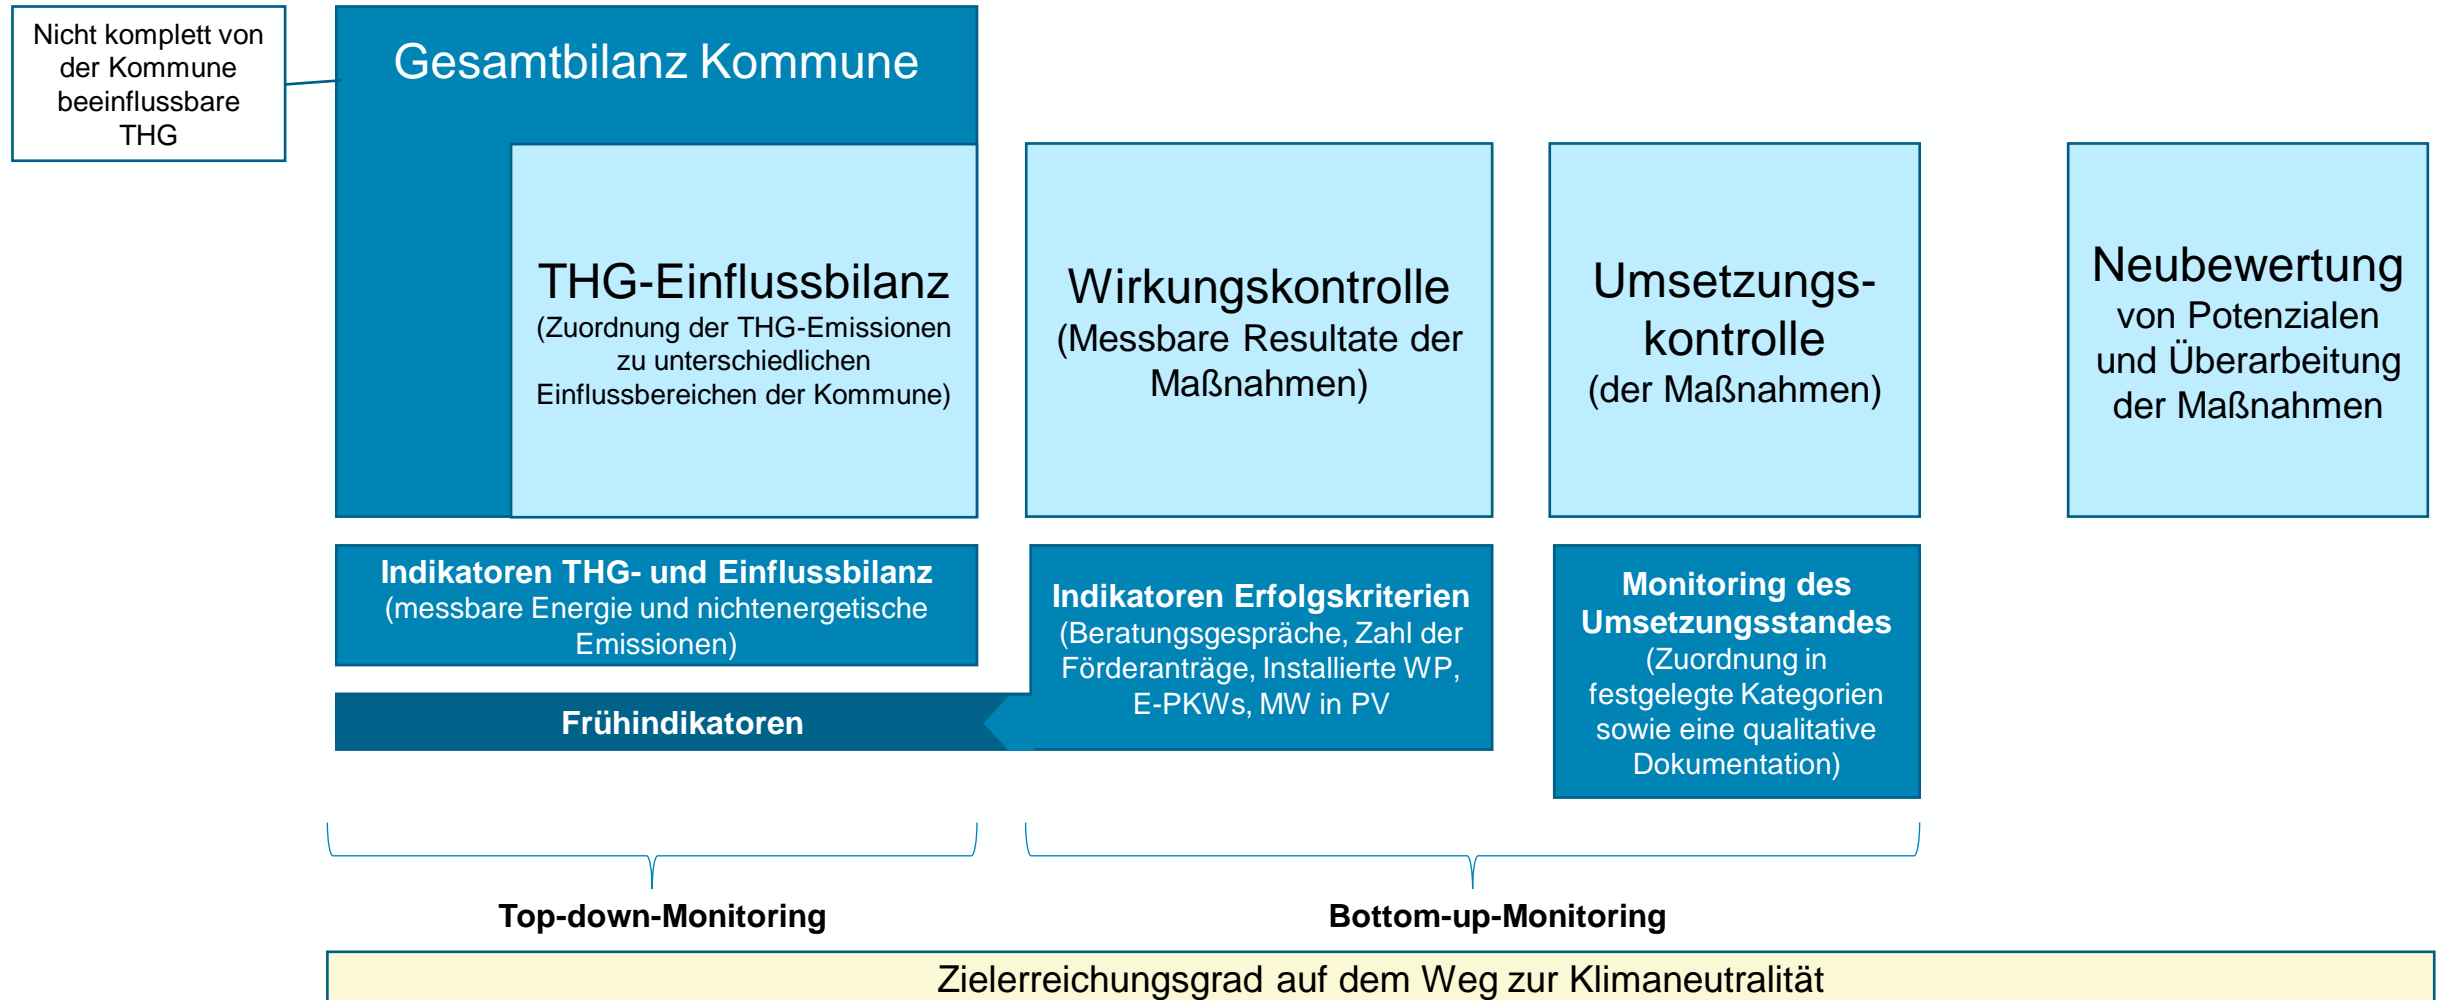 Nicht komplett von
der Kommune
beeinflussbare
THG
Gesamtbilanz Kommune
THG-Einflussbilanz
(Zuordnung der THG-Emissionen
zu unterschiedlichen
Einflussbereichen der Kommune)
Wirkungskontrolle
(Messbare Resultate der
Maßnahmen)
Umsetzungs-
kontrolle
(der Maßnahmen)
Neubewertung
von Potenzialen
und Überarbeitung
der Maßnahmen
Indikatoren THG- und Einflussbilanz
(messbare Energie und nichtenergetische
Emissionen)
Frühindikatoren
Indikatoren Erfolgskriterien
(Beratungsgespräche, Zahl der
Förderanträge, Installierte WP,
E-PKWs, MW in PV
Monitoring des
Umsetzungsstandes
(Zuordnung in
festgelegte Kategorien
sowie eine qualitative
Dokumentation)
Top-down-Monitoring
Bottom-up-Monitoring
Zielerreichungsgrad auf dem Weg zur Klimaneutralität